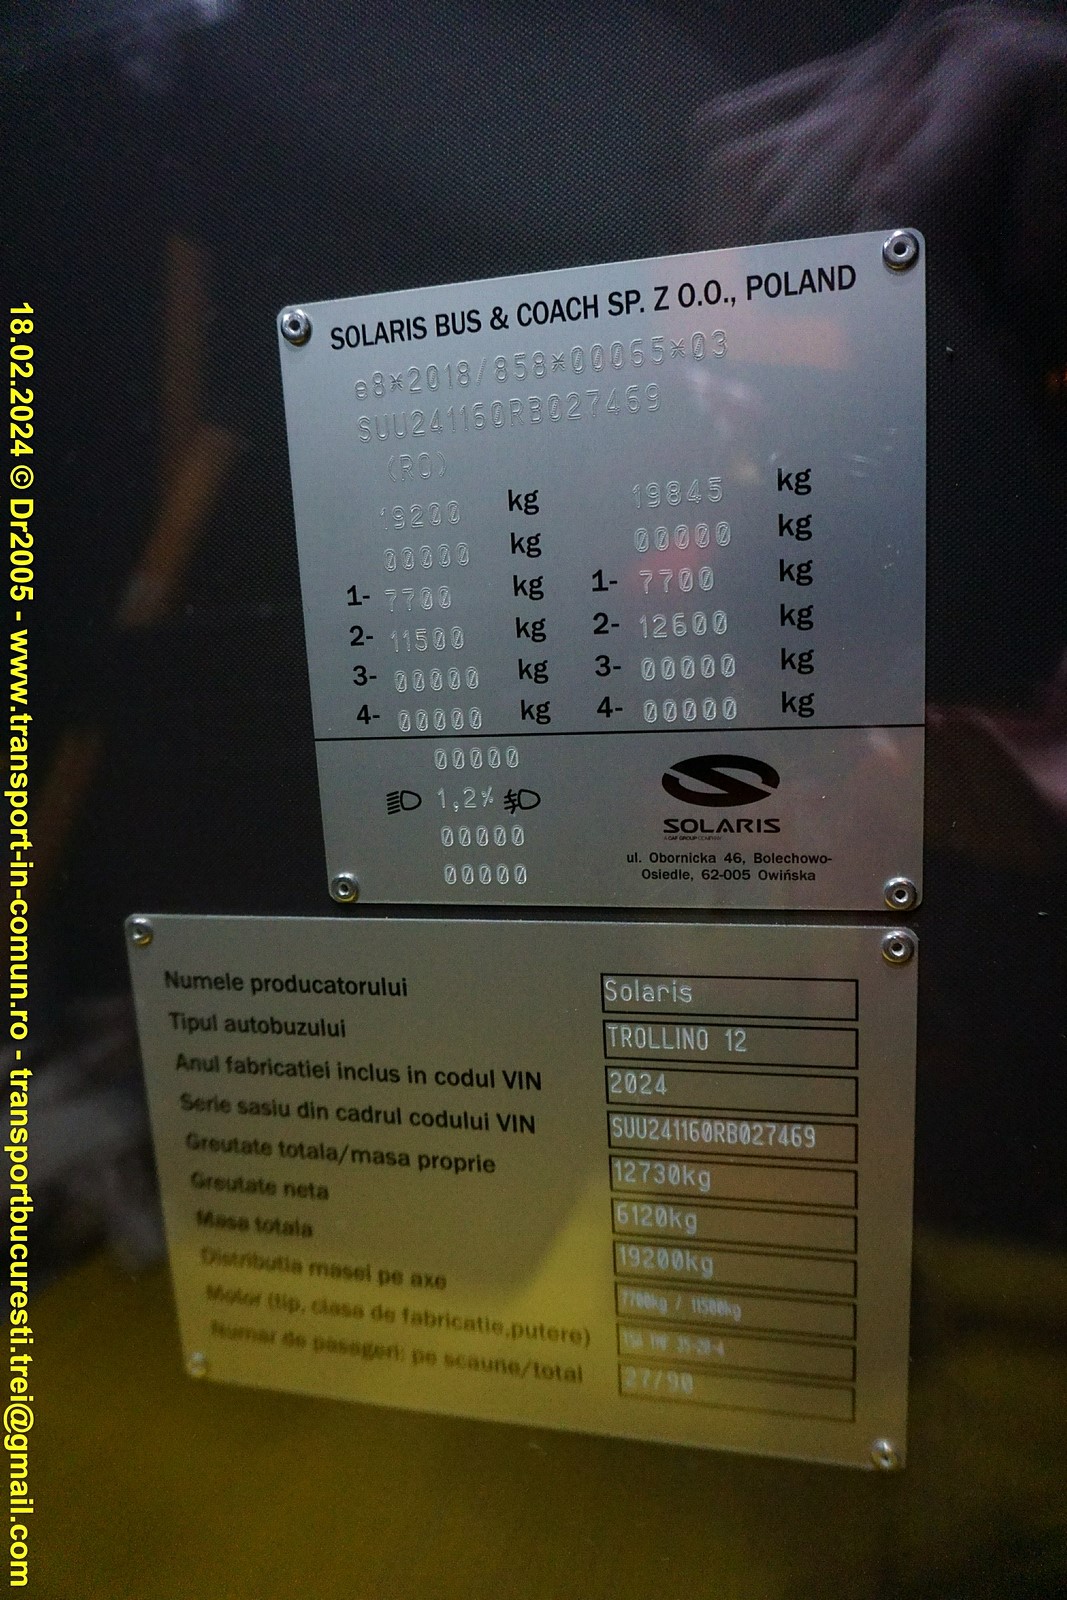 SOLARIS BUS & COACH SP. Z O.O., POLAND
e8*2018/858*00065*03
SUU241160RB027469
(RO)
19200 kg 19845 kg
00000 kg 00000 kg
1- 7700 kg 1- 7700 kg
2- 11500 kg 2- 12600 kg
3- 00000 kg 3- 00000 kg
4- 00000 kg 4- 00000 kg
00000
1,2%
00000
00000
SOLARIS
ul. Obornicka 46, Bolechowo-
Osiedle, 62-005 Owińska
Numele producatorului Solaris
Tipul autobuzului TROLLINO 12
Anul fabricatiei inclus in codul VIN 2024
Serie sasiu din cadrul codului VIN SUU241160RB027469
Greutate totala/masa proprie 12730kg
Greutate neta 6120kg
Masa totala 19200kg
Distributia masei pe axe 7700kg / 11500kg
Motor (tip, clasa de fabricatie,putere)
Numar de pasageri: pe scaune/total 27/90
18.02.2024 © Dr2005 - www.transport-in-comun.ro - transportbucuresti.trei@gmail.com